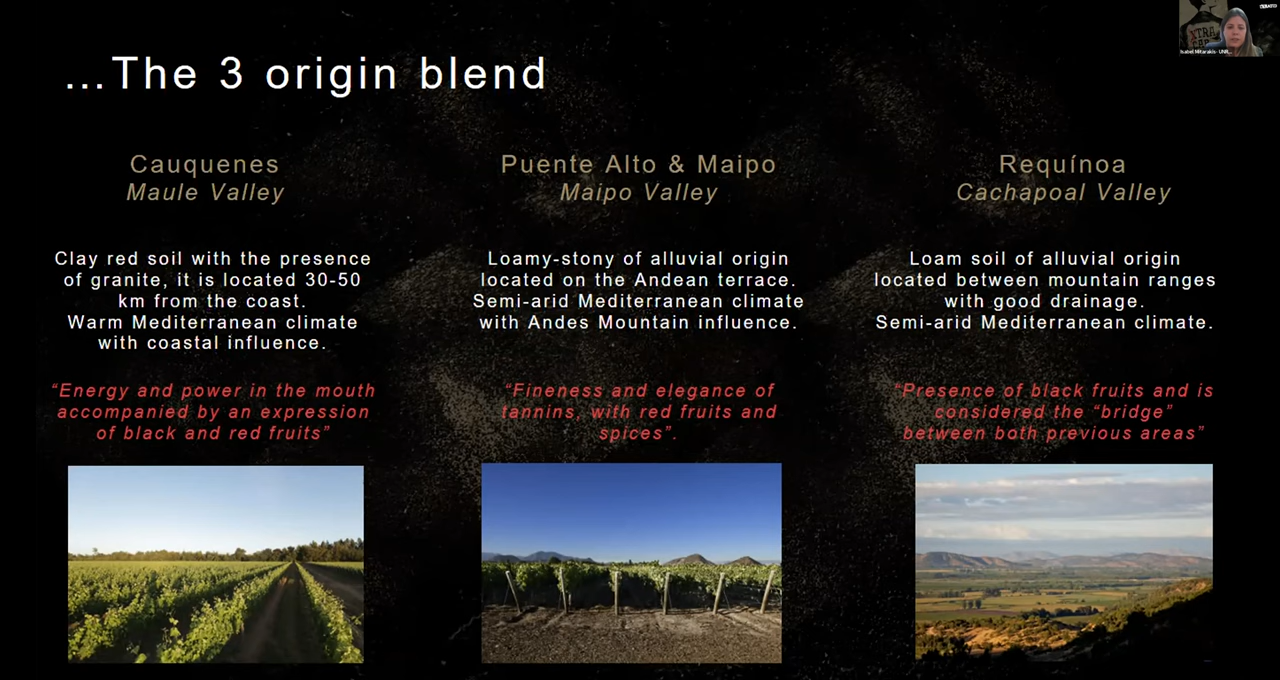 ...The 3 origin blend
Cauquenes
Maule Valley
Clay red soil with the presence
of granite, it is located 30-50
km from the coast.
Warm Mediterranean climate
with coastal influence.
“Energy and power in the mouth
accompanied by an expression
of black and red fruits”
Puente Alto & Maipo
Maipo Valley
Loamy-stony of alluvial origin
located on the Andean terrace.
Semi-arid Mediterranean climate
with Andes Mountain influence.
“Fineness and elegance of
tannins, with red fruits and
spices”.
Requínoa
Cachapoal Valley
Loam soil of alluvial origin
located between mountain ranges
with good drainage.
Semi-arid Mediterranean climate.
“Presence of black fruits and is
considered the “bridge”
between both previous areas”
XTRA
Isabel Mitarakis- UNR...